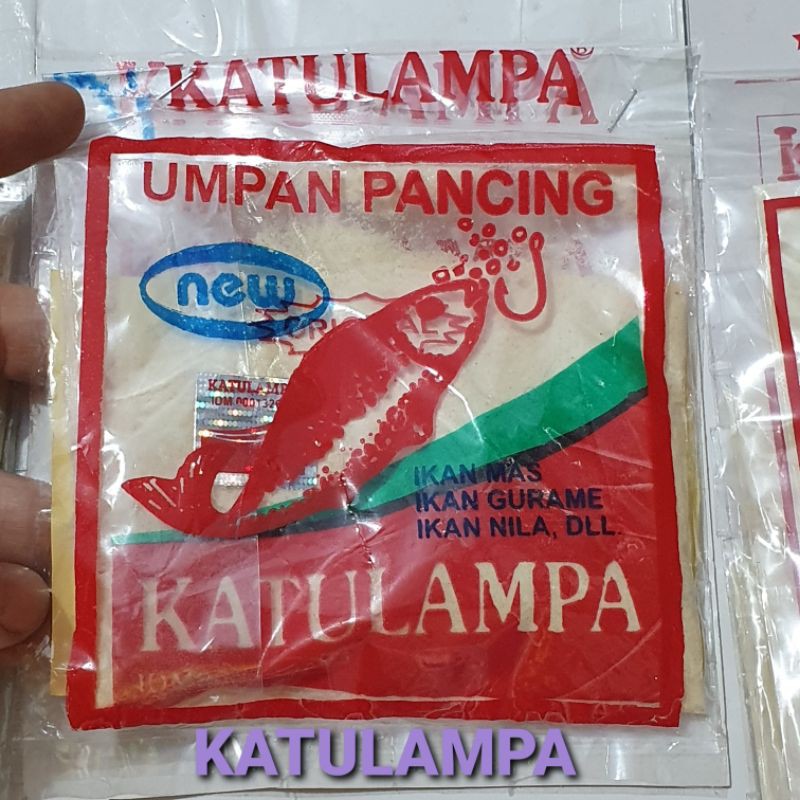 KATULAMPA
UMPAN PANCING
new
KATULAMPA
IKAN MAS
IKAN GURAME
IKAN NILA, DLL.
KATULAMPA
KATULAMPA